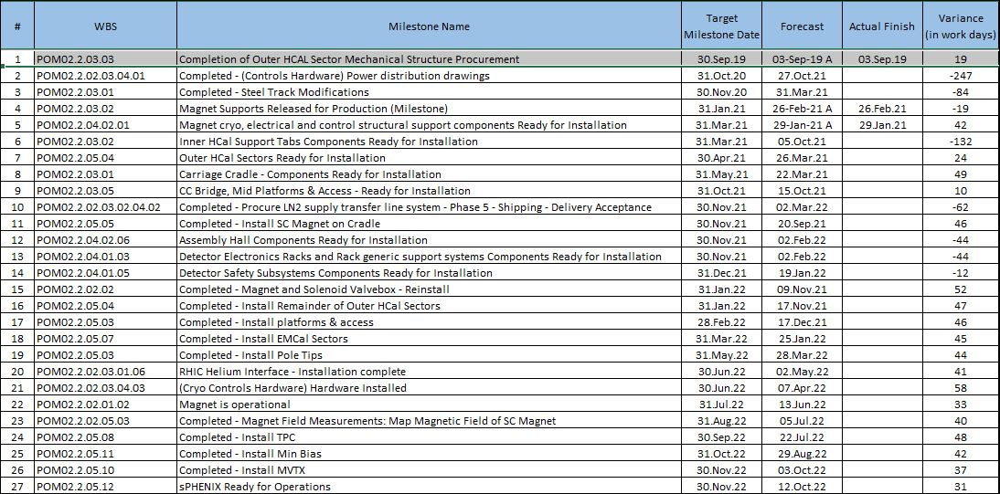 # WBS Milestone Name Target Milestone Date Forecast Actual Finish Variance (in work days)
1 POM02.2.03.03 Completion of Outer HCAL Sector Mechanical Structure Procurement 30.Sep.19 03-Sep-19 A 03.Sep.19 19
2 POM02.2.02.03.04.01 Completed - (Controls Hardware) Power distribution drawings 31.Oct.20 27.Oct.21 -247
3 POM02.2.03.01 Completed - Steel Track Modifications 30.Nov.20 31.Mar.21 -84
4 POM02.2.03.02 Magnet Supports Released for Production (Milestone) 31.Jan.21 26-Feb-21 A 26.Feb.21 -19
5 POM02.2.04.02.01 Magnet cryo, electrical and control structural support components Ready for Installation 31.Mar.21 29-Jan-21 A 29.Jan.21 42
6 POM02.2.03.02 Inner HCal Support Tabs Components Ready for Installation 31.Mar.21 05.Oct.21 -132
7 POM02.2.05.04 Outer HCal Sectors Ready for Installation 30.Apr.21 26.Mar.21 24
8 POM02.2.03.01 Carriage Cradle - Components Ready for Installation 31.May.21 22.Mar.21 49
9 POM02.2.03.05 CC Bridge, Mid Platforms & Access - Ready for Installation 31.Oct.21 15.Oct.21 10
10 POM02.2.02.03.02.04.02 Completed - Procure LN2 supply transfer line system - Phase 5 - Shipping - Delivery Acceptance 30.Nov.21 02.Mar.22 -62
11 POM02.2.05.05 Completed - Install SC Magnet on Cradle 30.Nov.21 20.Sep.21 46
12 POM02.2.04.02.06 Assembly Hall Components Ready for Installation 30.Nov.21 02.Feb.22 -44
13 POM02.2.04.01.03 Detector Electronics Racks and Rack generic support systems Components Ready for Installation 30.Nov.21 02.Feb.22 -44
14 POM02.2.04.01.05 Detector Safety Subsystems Components Ready for Installation 31.Dec.21 19.Jan.22 -12
15 POM02.2.02.02 Completed - Magnet and Solenoid Valvebox - Reinstall 31.Jan.22 09.Nov.21 52
16 POM02.2.05.04 Completed - Install Remainder of Outer HCal Sectors 31.Jan.22 17.Nov.21 47
17 POM02.2.05.03 Completed - Install platforms & access 28.Feb.22 17.Dec.21 46
18 POM02.2.05.07 Completed - Install EMCal Sectors 31.Mar.22 25.Jan.22 45
19 POM02.2.05.03 Completed - Install Pole Tips 31.May.22 28.Mar.22 44
20 POM02.2.02.03.01.06 RHIC Helium Interface - Installation complete 30.Jun.22 02.May.22 41
21 POM02.2.02.03.04.03 (Cryo Controls Hardware) Hardware Installed 30.Jun.22 07.Apr.22 58
22 POM02.2.02.01.02 Magnet is operational 31.Jul.22 13.Jun.22 33
23 POM02.2.02.05.03 Completed - Magnet Field Measurements: Map Magnetic Field of SC Magnet 31.Aug.22 05.Jul.22 40
24 POM02.2.05.08 Completed - Install TPC 30.Sep.22 22.Jul.22 48
25 POM02.2.05.11 Completed - Install Min Bias 31.Oct.22 29.Aug.22 42
26 POM02.2.05.10 Completed - Install MVTX 30.Nov.22 03.Oct.22 37
27 POM02.2.05.12 sPHENIX Ready for Operations 30.Nov.22 12.Oct.22 31